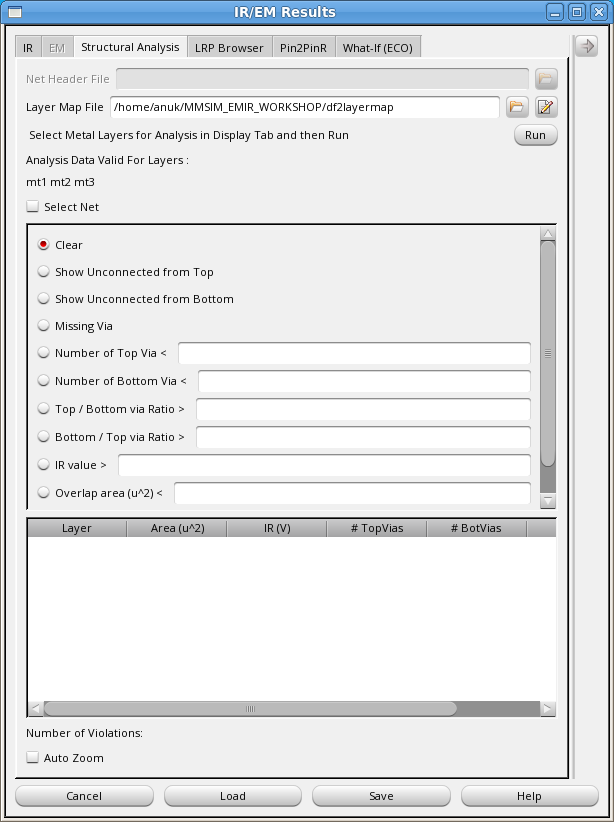 IR/EM Results
IR EM Structural Analysis LRP Browser Pin2PinR What-If (ECO)
Net Header File
Layer Map File /home/anuk/MMSIM_EMIR_WORKSHOP/df2layermap
Select Metal Layers for Analysis in Display Tab and then Run Run
Analysis Data Valid For Layers :
mt1 mt2 mt3
Select Net
Clear
Show Unconnected from Top
Show Unconnected from Bottom
Missing Via
Number of Top Via <
Number of Bottom Via <
Top / Bottom via Ratio >
Bottom / Top via Ratio >
IR value >
Overlap area (u^2) <
Layer Area (u^2) IR (V) # TopVias # BotVias
Number of Violations:
Auto Zoom
Cancel Load Save Help